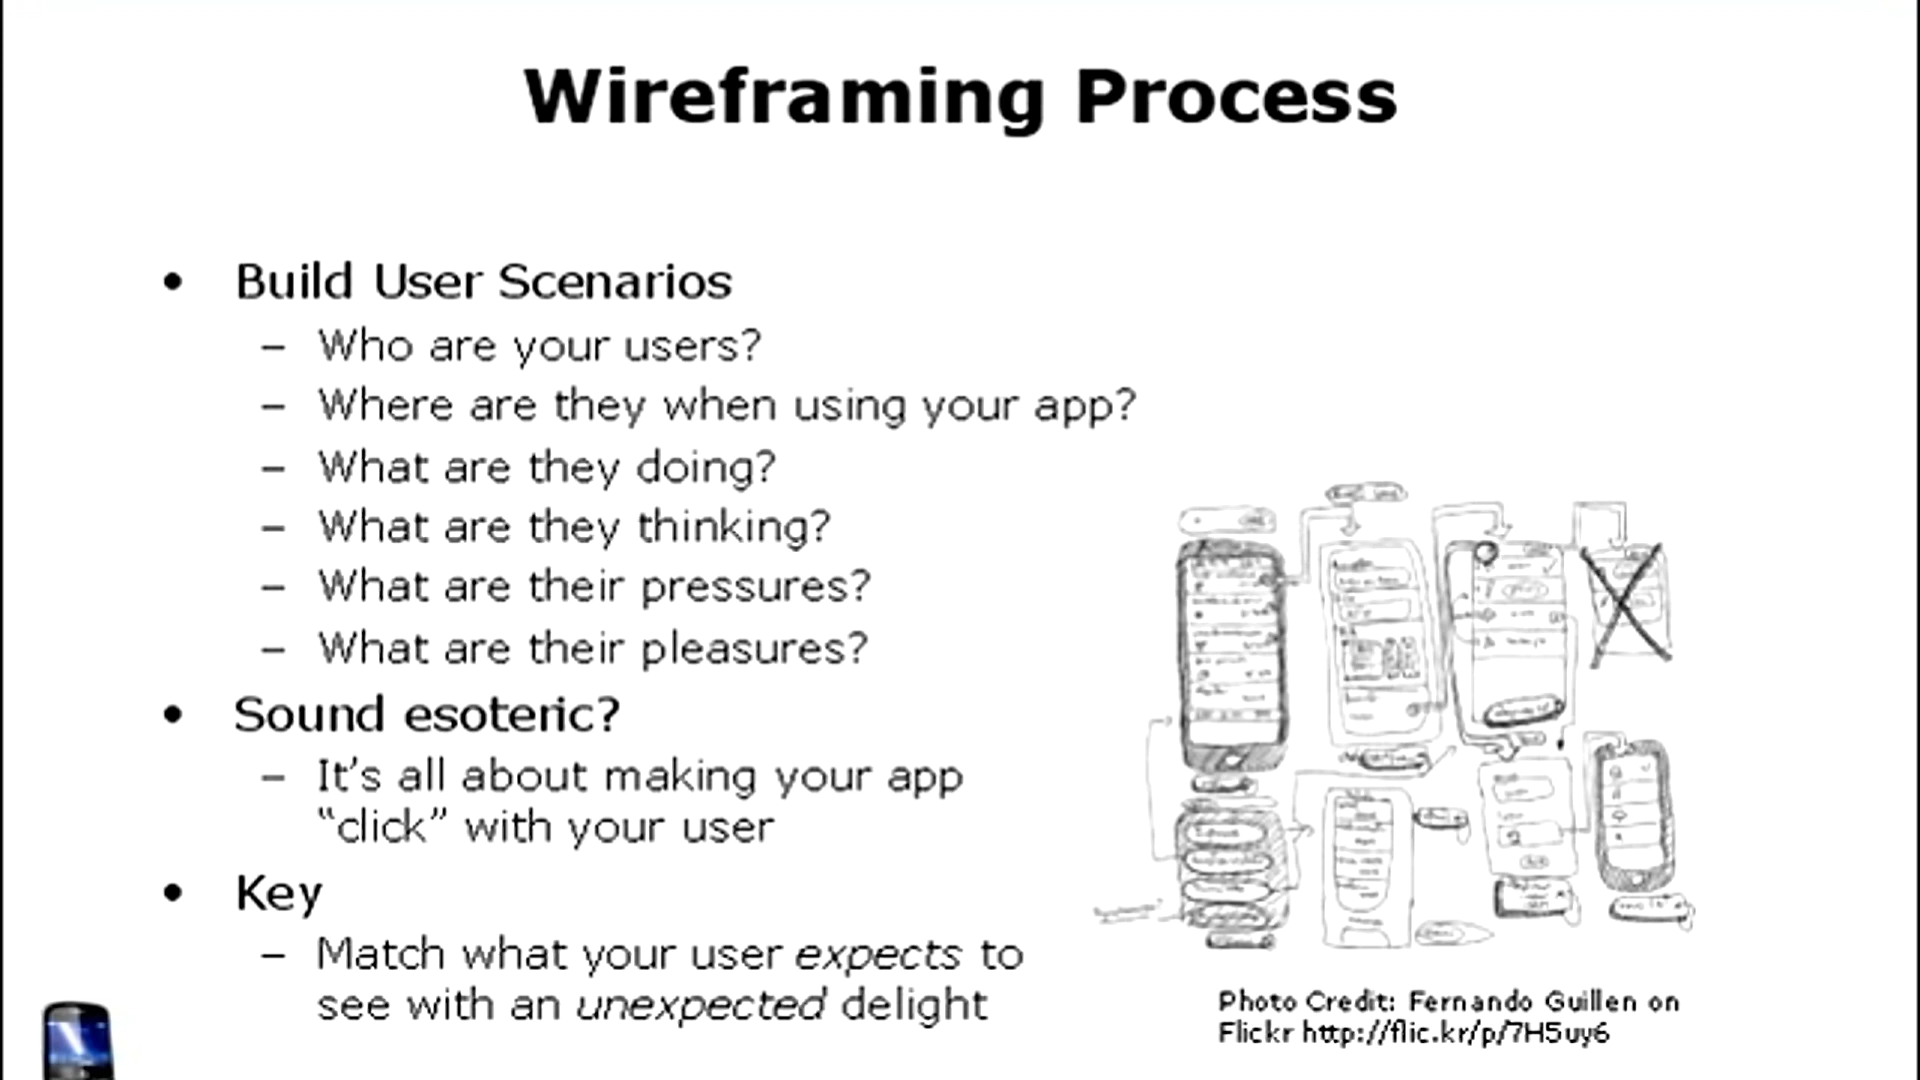 Wireframing Process
• Build User Scenarios
– Who are your users?
– Where are they when using your app?
– What are they doing?
– What are they thinking?
– What are their pressures?
– What are their pleasures?
• Sound esoteric?
– It's all about making your app
“click” with your user
• Key
– Match what your user expects to
see with an unexpected delight
Photo Credit: Fernando Guillen on
Flickr http://flic.kr/p/7H5uy6